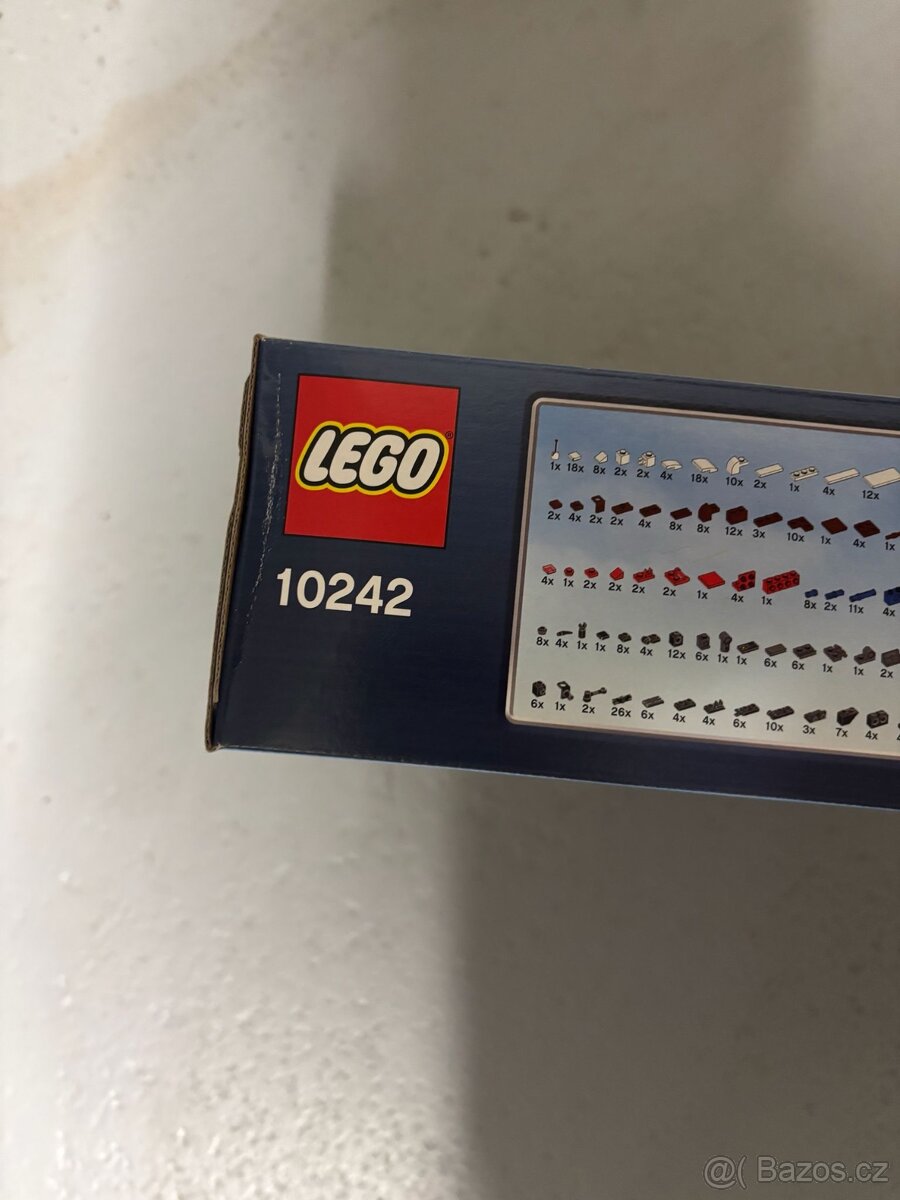 LEGO®
10242
1x 18x 8x 2x 2x 4x 18x 10x 2x 1x 4x 12x
2x 4x 2x 2x 4x 8x 8x 12x 3x 10x 1x 4x 1x
4x 1x 2x 2x 2x 2x 1x 4x 1x 8x 2x 11x 4x
8x 4x 1x 1x 8x 4x 12x 6x 1x 1x 6x 6x 1x 1x 2x
6x 1x 2x 26x 6x 4x 4x 6x 10x 3x 7x 4x
@( Bazos.cz